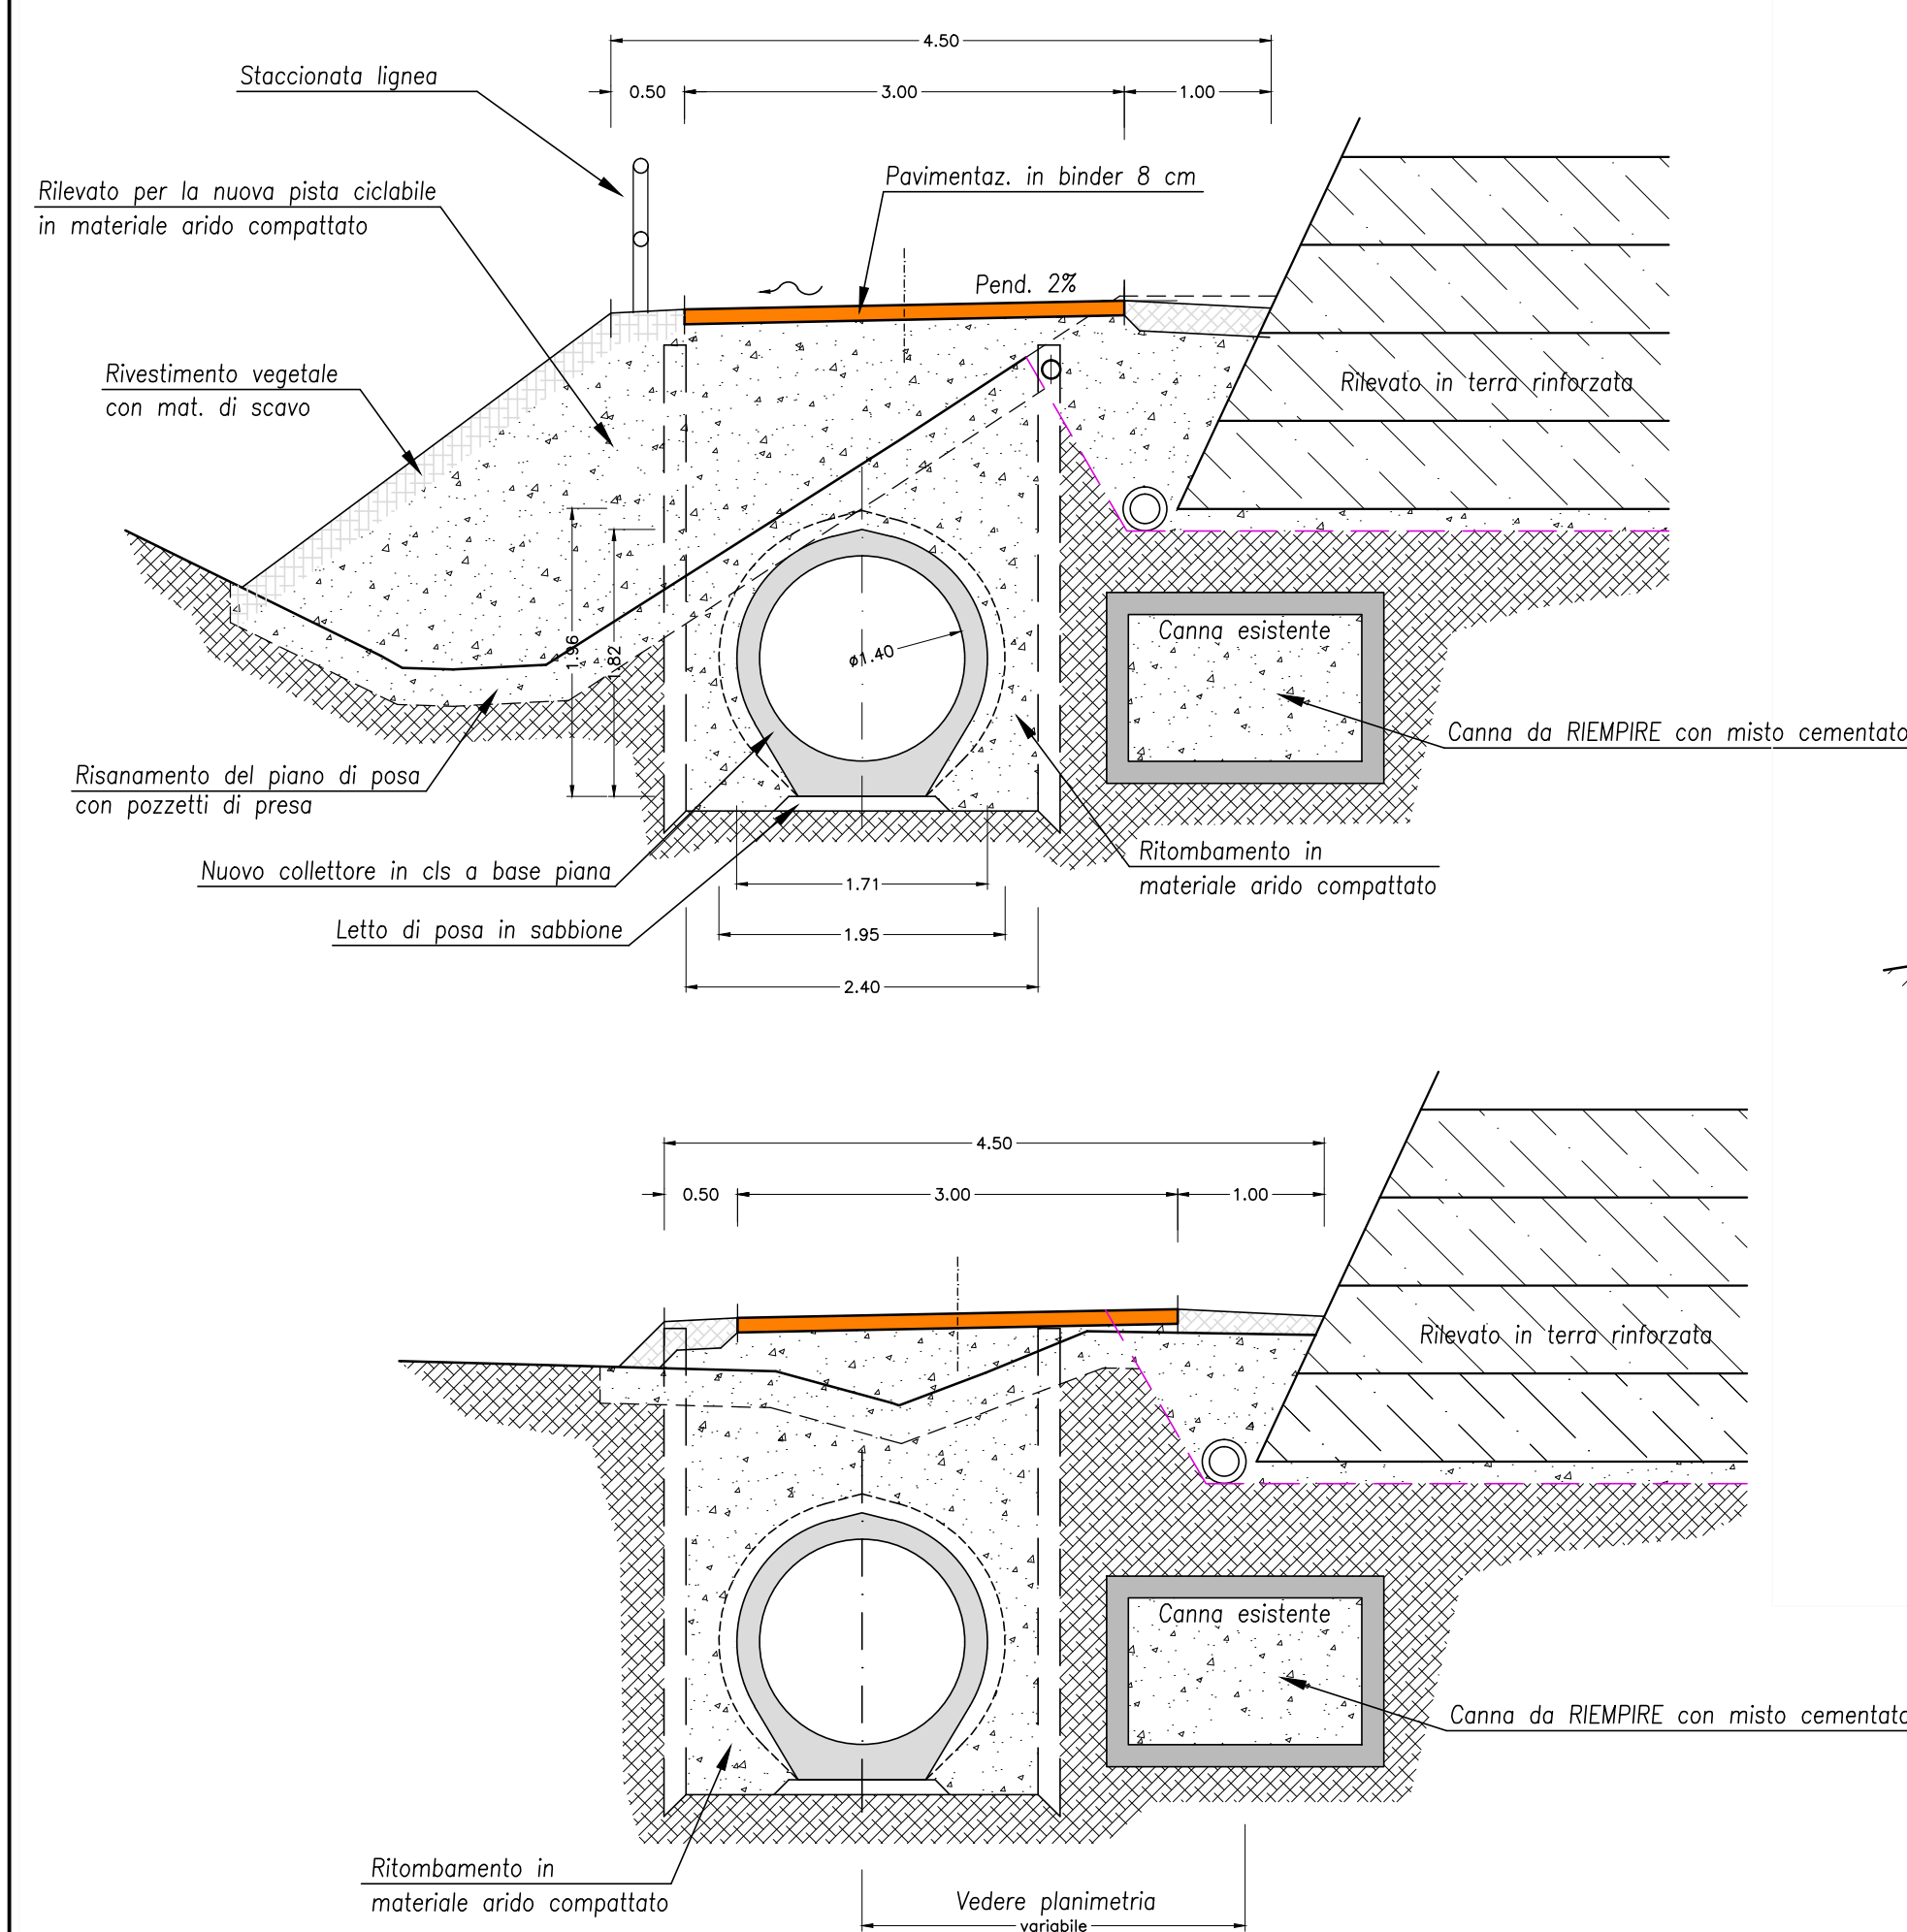 4.50
Staccionata lignea
0.50
3.00
1.00
Pavimentaz. in binder 8 cm
Rilevato per la nuova pista ciclabile
in materiale arido compattato
Pend. 2%
Rivestimento vegetale
con mat. di scavo
Rilevato in terra rinforzata
1.96
1.82
ø1.40
Canna esistente
Canna da RIEMPIRE con misto cementato
Risanamento del piano di posa
con pozzetti di presa
Nuovo collettore in cls a base piana
Ritombamento in
materiale arido compattato
1.71
Letto di posa in sabbione
1.95
2.40
4.50
0.50
3.00
1.00
Rilevato in terra rinforzata
Canna esistente
Canna da RIEMPIRE con misto cementato
Ritombamento in
materiale arido compattato
Vedere planimetria
variabile